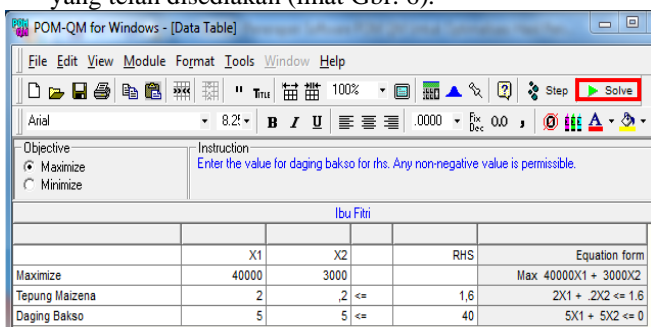 yang telah disediakan (lihat Gbr. 6).
POM-QM for Windows - [Data Table]
File Edit View Module Format Tools Window Help
100% Step Solve
Arial 8.2! B I U .0000 Fix Dec 0.0 ,
Objective
Maximize
Minimize
Instruction
Enter the value for daging bakso for rhs. Any non-negative value is permissible.
Ibu Fitri
X1 X2 RHS Equation form
Maximize 40000 3000 Max 40000X1 + 3000X2
Tepung Maizena 2 ,2 <= 1,6 2X1 + .2X2 <= 1.6
Daging Bakso 5 5 <= 40 5X1 + 5X2 <= 0